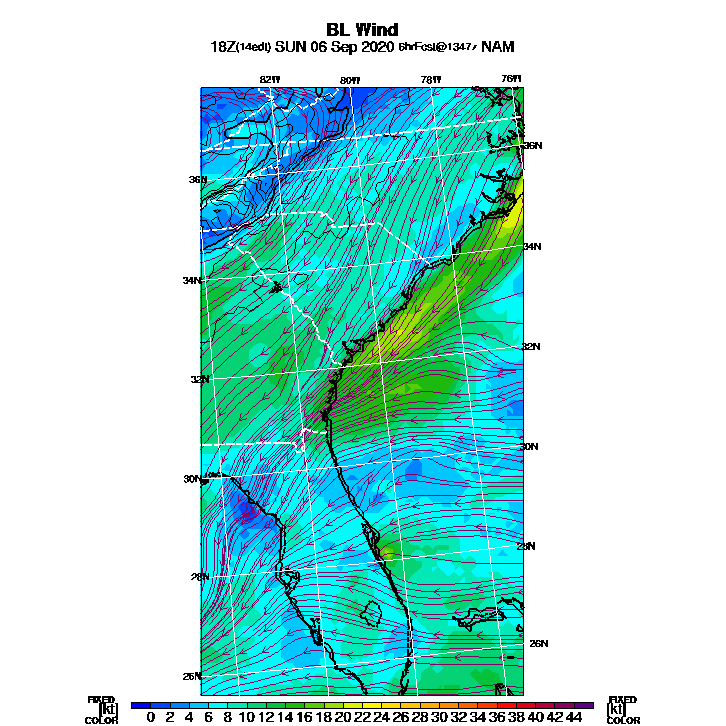 BL Wind
18Z(14edt) SUN 06 Sep 2020 6hrFcst@1347z NAM
82W 80W 78W 76W
36N
36N
34N
34N
32N
32N
30N
30N
28N
28N
26N
26N
FIXED FIXED
[kt] 0 2 4 6 8 10 12 14 16 18 20 22 24 26 28 30 32 34 36 38 40 42 44 [kt]
COLOR COLOR